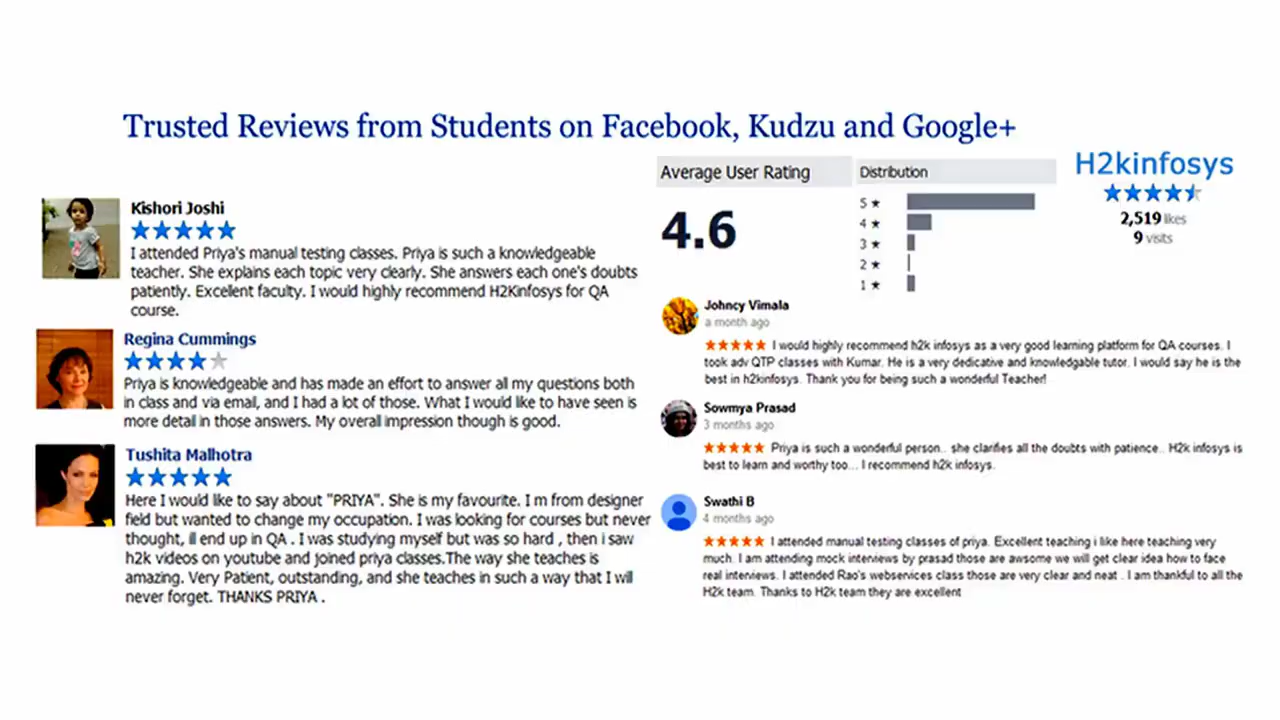 Trusted Reviews from Students on Facebook, Kudzu and Google+
Kishori Joshi
I attended Priya's manual testing classes. Priya is such a knowledgeable
teacher. She explains each topic very clearly. She answers each one's doubts
patiently. Excellent faculty. I would highly recommend H2Kinfosys for QA
course.
Regina Cummings
Priya is knowledgeable and has made an effort to answer all my questions both
in class and via email, and I had a lot of those. What I would like to have seen is
more detail in those answers. My overall impression though is good.
Tushita Malhotra
Here I would like to say about "PRIYA". She is my favourite. I m from designer
field but wanted to change my occupation. I was looking for courses but never
thought, ill end up in QA . I was studying myself but was so hard , then i saw
h2k videos on youtube and joined priya classes.The way she teaches is
amazing. Very Patient, outstanding, and she teaches in such a way that I will
never forget. THANKS PRIYA .
Average User Rating
4.6
Distribution
5 ★
4 ★
3 ★
2 ★
1 ★
H2kinfosys
2,519 likes
9 visits
Johncy Vimala
a month ago
I would highly recommend h2k infosys as a very good learning platform for QA courses. I
took adv QTP classes with Kumar. He is a very dedicative and knowledgable tutor. I would say he is the
best in h2kinfosys. Thank you for being such a wonderful Teacher!
Sowmya Prasad
3 months ago
Priya is such a wonderful person.. she clarifies all the doubts with patience.. H2k infosys is
best to learn and worthy too... I recommend h2k infosys.
Swathi B
4 months ago
I attended manual testing classes of priya. Excellent teaching i like here teaching very
much. I am attending mock interviews by prasad those are awsome we will get clear idea how to face
real interviews. I attended Rao's webservices class those are very clear and neat . I am thankful to all the
H2k team. Thanks to H2k team they are excellent